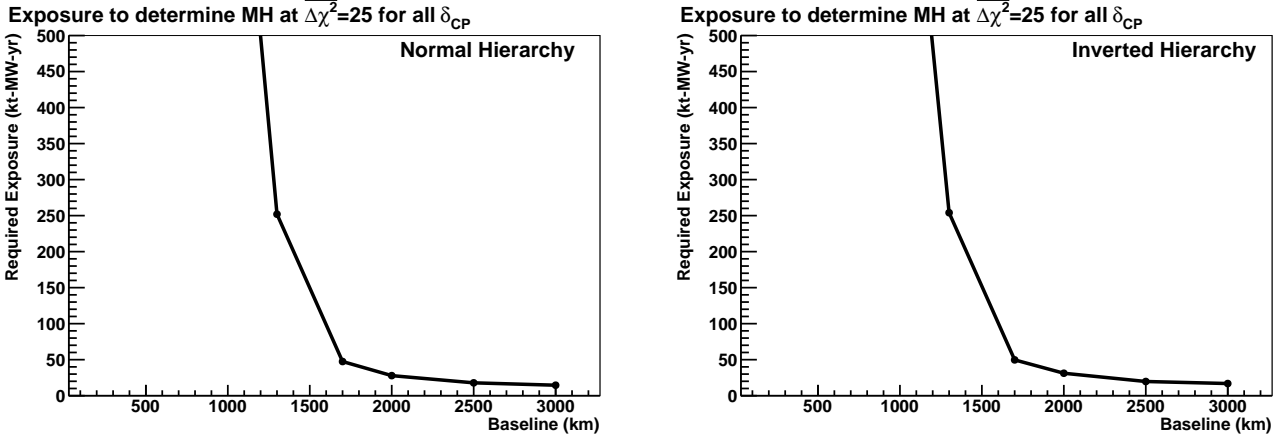 Exposure to determine MH at Δχ²=25 for all δCP
Normal Hierarchy
Required Exposure (kt-MW-yr)
500
450
400
350
300
250
200
150
100
50
0
500 1000 1500 2000 2500 3000
Baseline (km)
Exposure to determine MH at Δχ²=25 for all δCP
Inverted Hierarchy
Required Exposure (kt-MW-yr)
500
450
400
350
300
250
200
150
100
50
0
500 1000 1500 2000 2500 3000
Baseline (km)